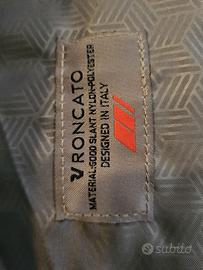 RONCATO
MATERIAL:600D SLANT NYLON-POLYESTER
DESIGNED IN ITALY
subito